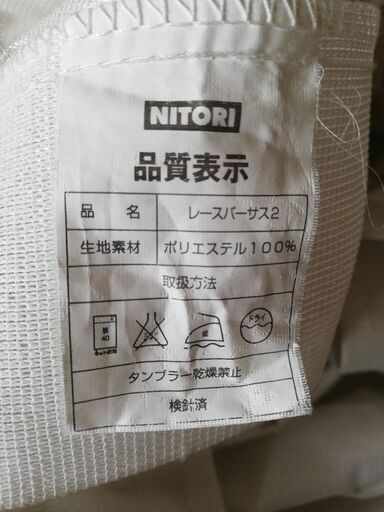 NITORI
品質表示
品 名 レースバーサス2
生地素材 ポリエステル100%
取扱方法
弱 40 低 ドライ
タンブラー乾燥禁止
検針済